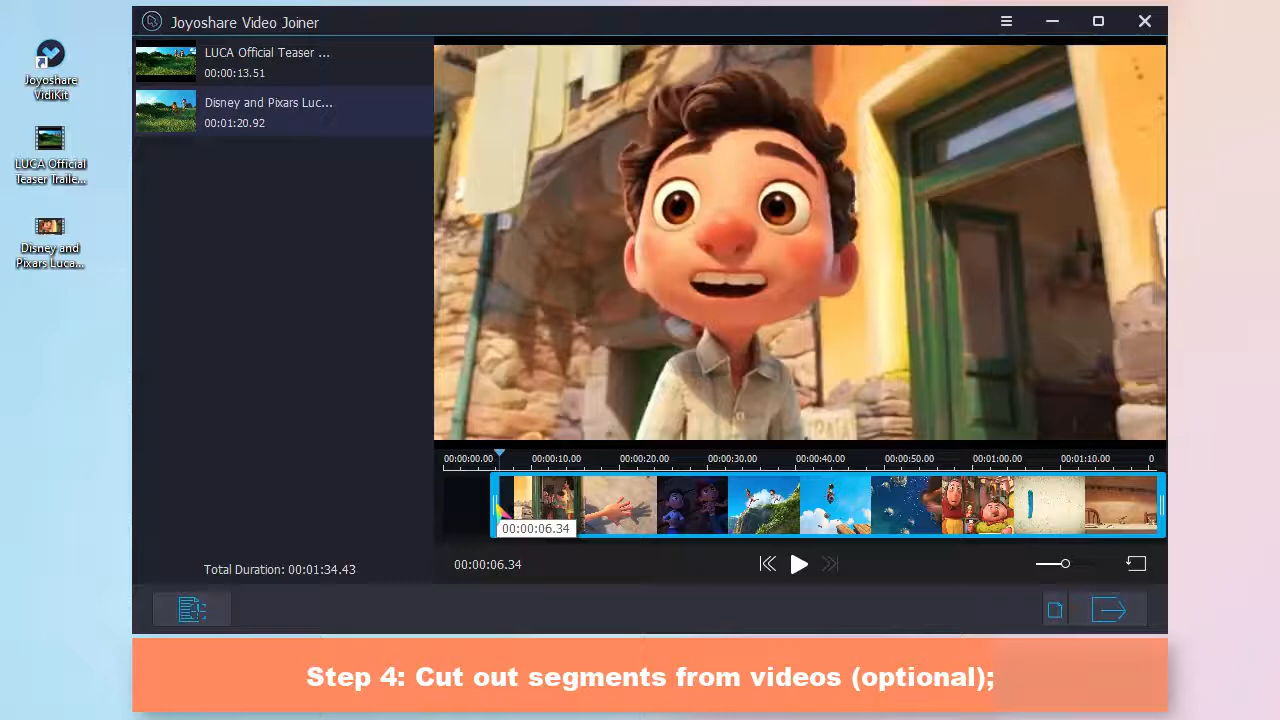 Joyoshare Video Joiner
Joyoshare
VidiKit
LUCA Official
Teaser Traile...
Disney and
Pixars Luca...
LUCA Official Teaser ...
00:00:13.51
Disney and Pixars Luc...
00:01:20.92
Total Duration: 00:01:34.43
00:00:00.00 00:00:10.00 00:00:20.00 00:00:30.00 00:00:40.00 00:00:50.00 00:01:00.00 00:01:10.00 0
00:00:06.34
00:00:06.34
Step 4: Cut out segments from videos (optional);